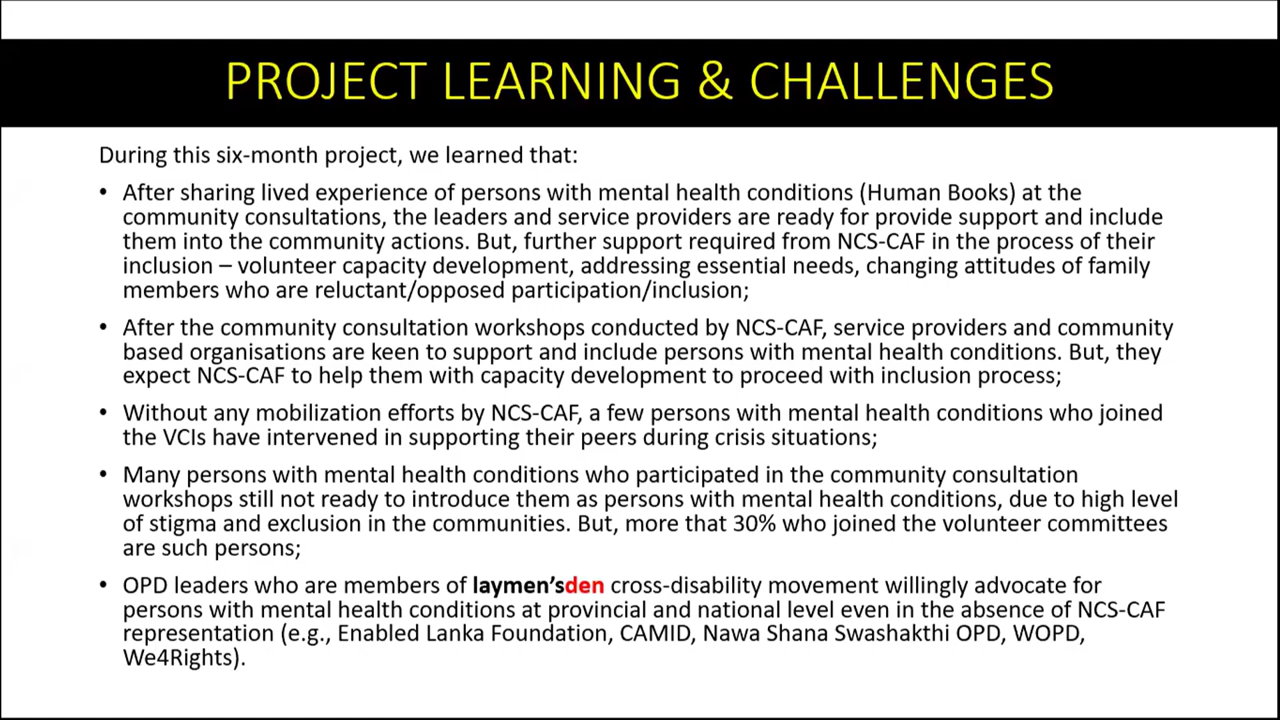 PROJECT LEARNING & CHALLENGES
During this six-month project, we learned that:
• After sharing lived experience of persons with mental health conditions (Human Books) at the
community consultations, the leaders and service providers are ready for provide support and include
them into the community actions. But, further support required from NCS-CAF in the process of their
inclusion – volunteer capacity development, addressing essential needs, changing attitudes of family
members who are reluctant/opposed participation/inclusion;
• After the community consultation workshops conducted by NCS-CAF, service providers and community
based organisations are keen to support and include persons with mental health conditions. But, they
expect NCS-CAF to help them with capacity development to proceed with inclusion process;
• Without any mobilization efforts by NCS-CAF, a few persons with mental health conditions who joined
the VCIs have intervened in supporting their peers during crisis situations;
• Many persons with mental health conditions who participated in the community consultation
workshops still not ready to introduce them as persons with mental health conditions, due to high level
of stigma and exclusion in the communities. But, more that 30% who joined the volunteer committees
are such persons;
• OPD leaders who are members of laymen'sden cross-disability movement willingly advocate for
persons with mental health conditions at provincial and national level even in the absence of NCS-CAF
representation (e.g., Enabled Lanka Foundation, CAMID, Nawa Shana Swashakthi OPD, WOPD,
We4Rights).